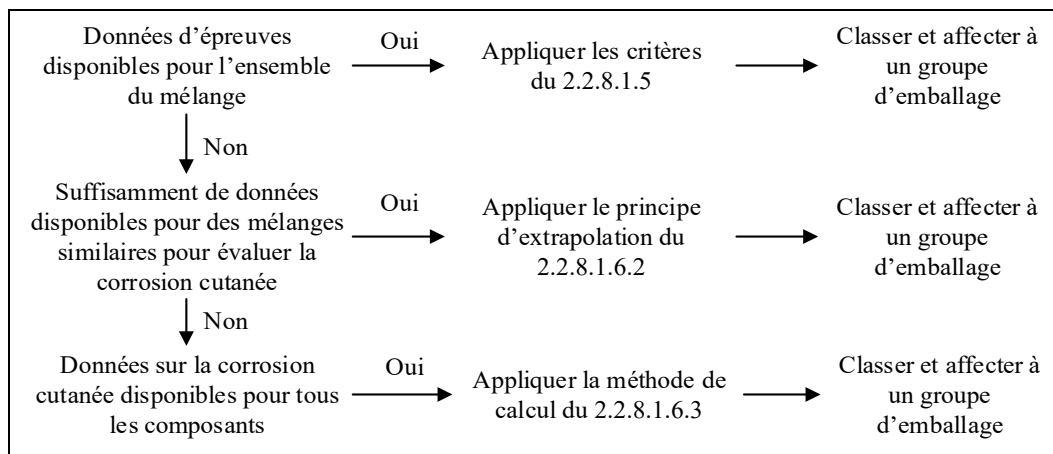 Données d'épreuves
disponibles pour l'ensemble
du mélange
Oui
Appliquer les critères
du 2.2.8.1.5
Classer et affecter à
un groupe
d'emballage
Non
Suffisamment de données
disponibles pour des mélanges
similaires pour évaluer la
corrosion cutanée
Oui
Appliquer le principe
d'extrapolation du
2.2.8.1.6.2
Classer et affecter à
un groupe
d'emballage
Non
Données sur la corrosion
cutanée disponibles pour tous
les composants
Oui
Appliquer la méthode de
calcul du 2.2.8.1.6.3
Classer et affecter à
un groupe
d'emballage